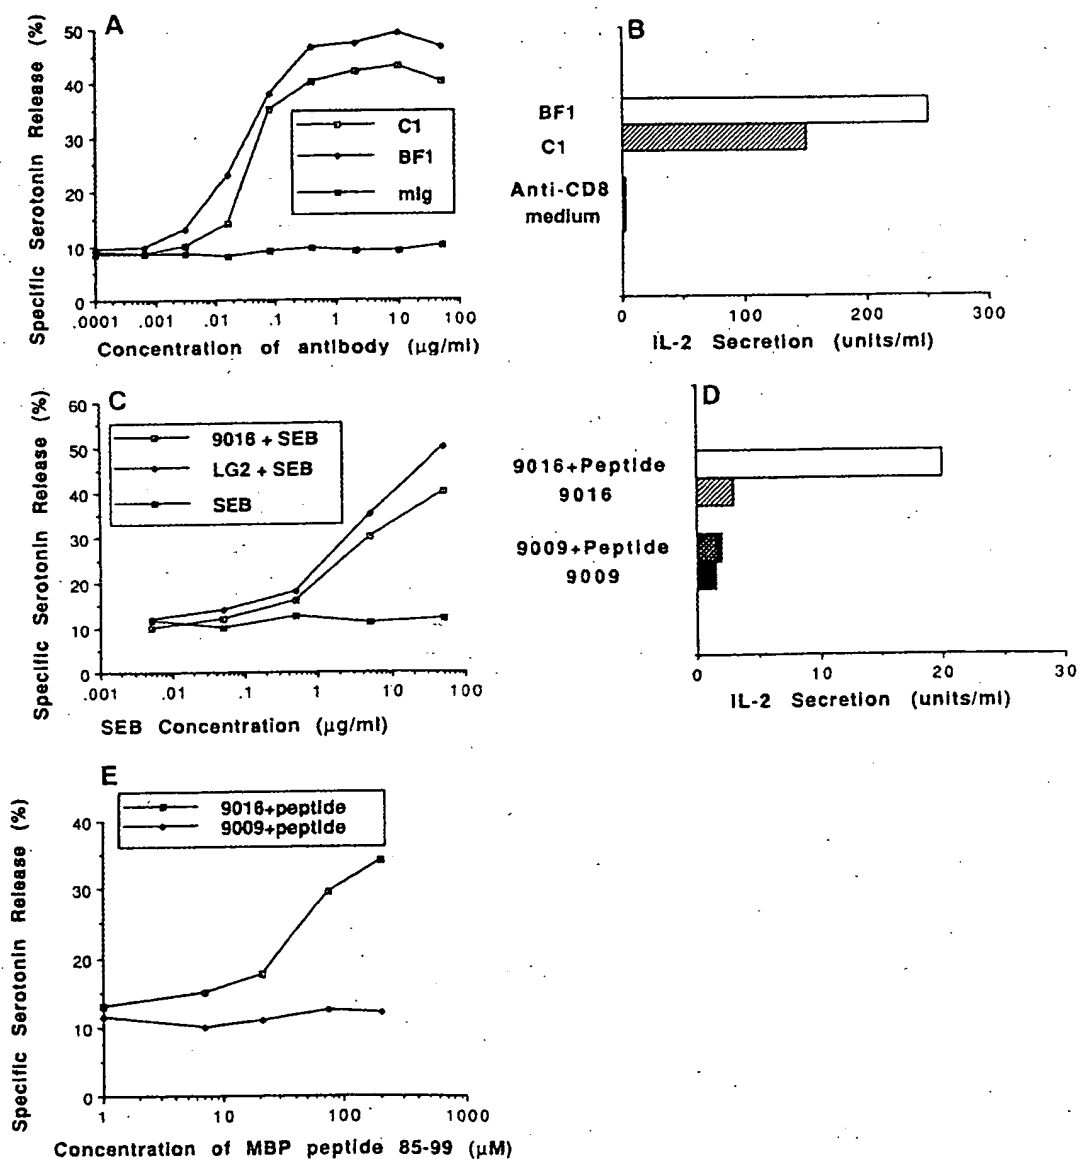 A
Specific Serotonin Release (%)
50
40
30
20
10
0
C1
BF1
mIg
.0001 .001 .01 .1 1 10 100
Concentration of antibody (µg/ml)
B
BF1
C1
Anti-CD8
medium
0 100 200 300
IL-2 Secretion (units/ml)
C
Specific Serotonin Release (%)
60
50
40
30
20
10
0
9016 + SEB
LG2 + SEB
SEB
.001 .01 .1 1 10 100
SEB Concentration (µg/ml)
D
9016+Peptide
9016
9009+Peptide
9009
0 10 20 30
IL-2 Secretion (units/ml)
E
Specific Serotonin Release (%)
40
30
20
10
0
9016+peptide
9009+peptide
1 10 100 1000
Concentration of MBP peptide 85-99 (µM)